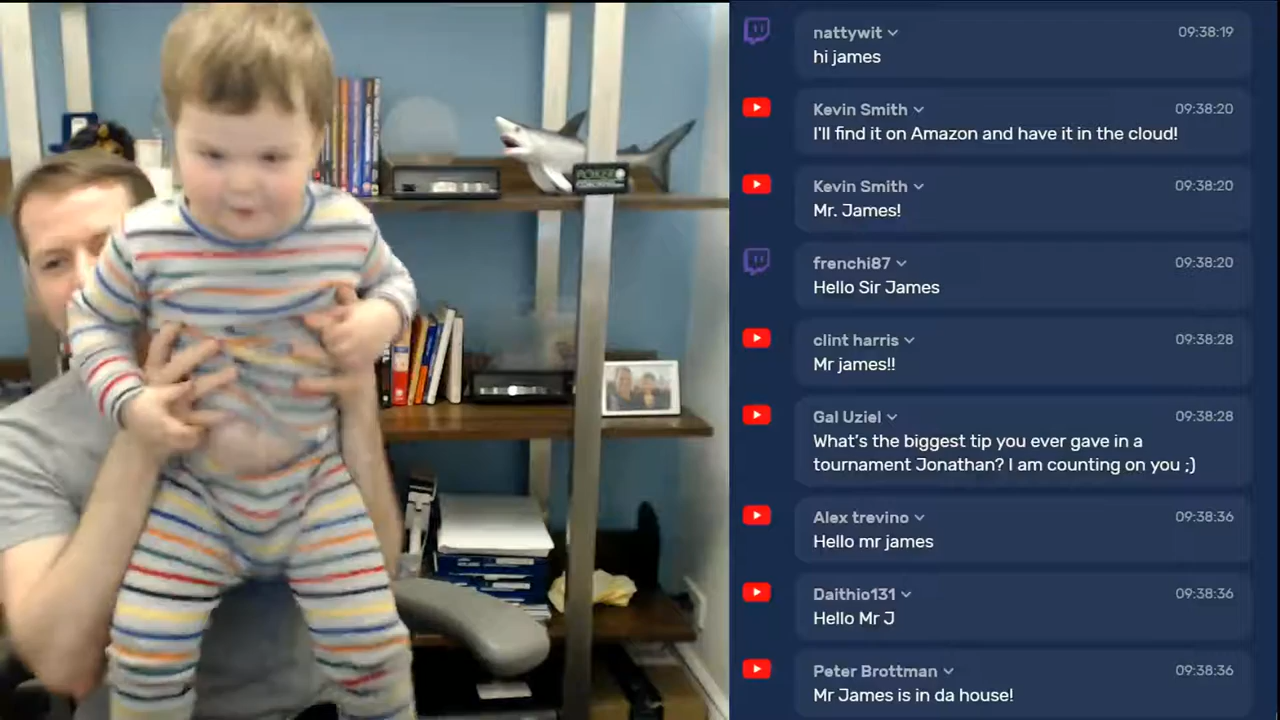 nattywit 09:38:19
hi james
Kevin Smith 09:38:20
I'll find it on Amazon and have it in the cloud!
Kevin Smith 09:38:20
Mr. James!
frenchi87 09:38:20
Hello Sir James
clint harris 09:38:28
Mr james!!
Gal Uziel 09:38:28
What's the biggest tip you ever gave in a
tournament Jonathan? I am counting on you ;)
Alex trevino 09:38:36
Hello mr james
Daithio131 09:38:36
Hello Mr J
Peter Brottman 09:38:36
Mr James is in da house!
POKER
COACHING